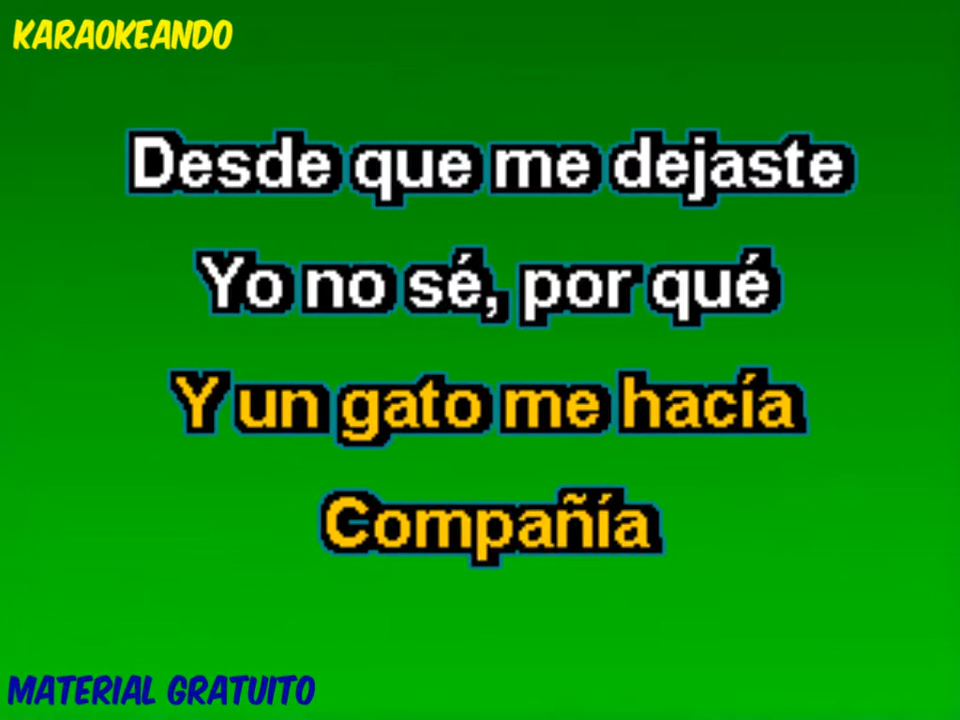 KARAOKEANDO
Desde que me dejaste
Yo no sé, por qué
Y un gato me hacía
Compañía
MATERIAL GRATUITO